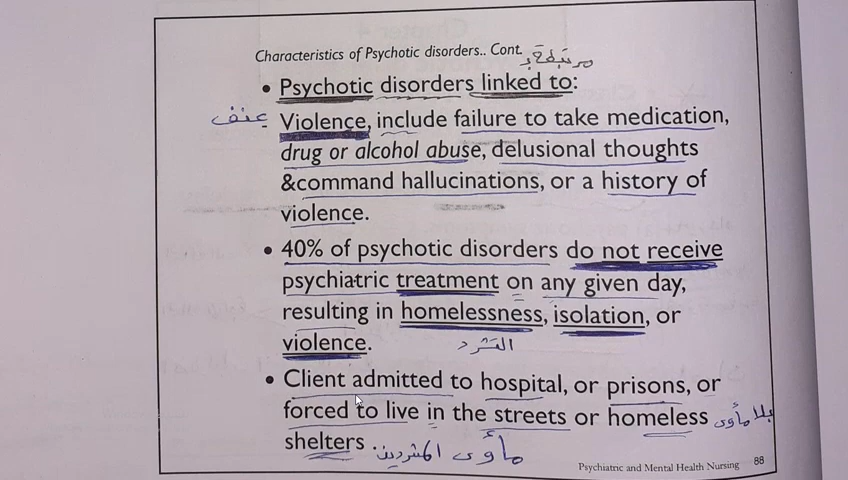 Characteristics of Psychotic disorders.. Cont. مرتبطة بـ
• Psychotic disorders linked to:
عنف Violence, include failure to take medication,
drug or alcohol abuse, delusional thoughts
&command hallucinations, or a history of
violence.
• 40% of psychotic disorders do not receive
psychiatric treatment on any given day,
resulting in homelessness, isolation, or
violence. التشرد
• Client admitted to hospital, or prisons, or
forced to live in the streets or homeless بلا مأوى
shelters. مأوى المشردين
Psychiatric and Mental Health Nursing 88